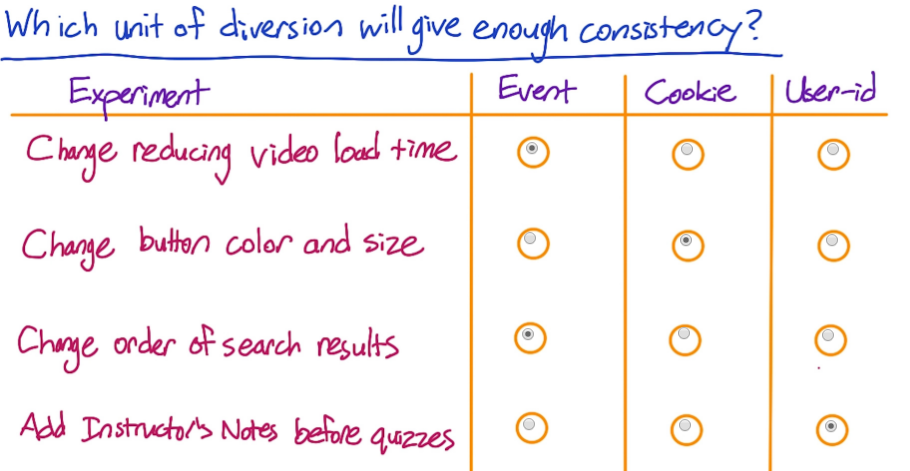 Which unit of diversion will give enough consistency?
Experiment Event Cookie User-id
Change reducing video load time
Change button color and size
Change order of search results
Add Instructor's Notes before quizzes